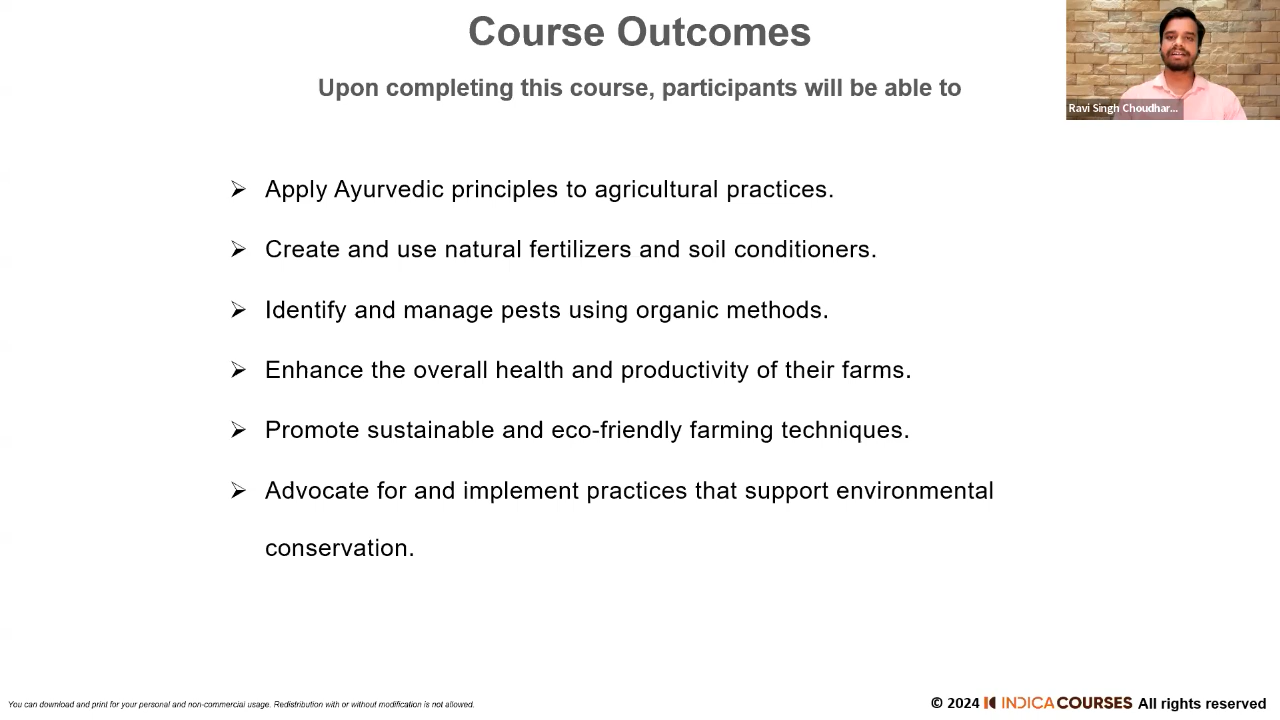 Course Outcomes
Upon completing this course, participants will be able to
Ravi Singh Choudhar...
➢ Apply Ayurvedic principles to agricultural practices.
➢ Create and use natural fertilizers and soil conditioners.
➢ Identify and manage pests using organic methods.
➢ Enhance the overall health and productivity of their farms.
➢ Promote sustainable and eco-friendly farming techniques.
➢ Advocate for and implement practices that support environmental
conservation.
You can download and print for your personal and non-commercial usage. Redistribution with or without modification is not allowed.
© 2024 INDICA COURSES All rights reserved